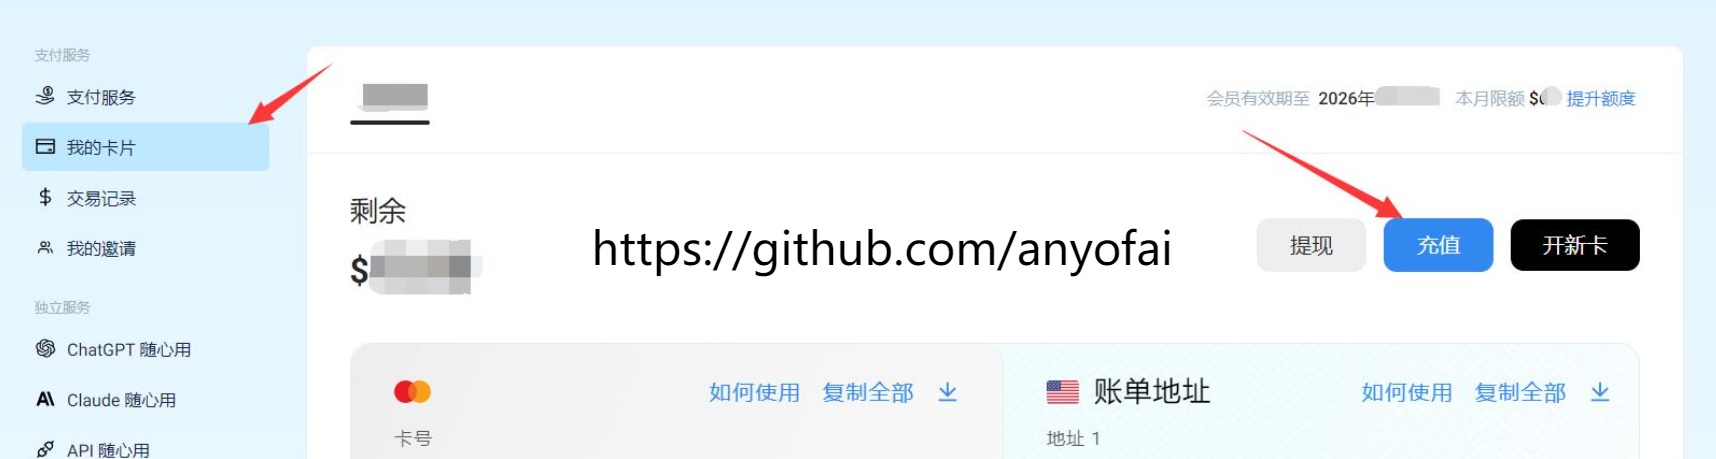 支付服务
支付服务
我的卡片
交易记录
我的邀请
独立服务
ChatGPT 随心用
Claude 随心用
API 随心用
会员有效期至 2026年 本月限额 $ 提升额度
剩余
$
https://github.com/anyofai
提现 充值 开新卡
如何使用 复制全部
卡号
账单地址 如何使用 复制全部
地址 1